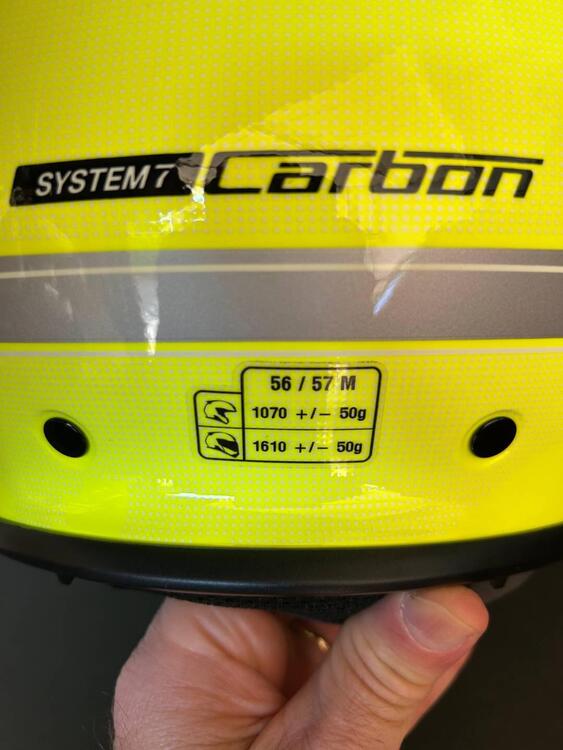 SYSTEM 7 Carbon
56 / 57 M
1070 +/- 50g
1610 +/- 50g